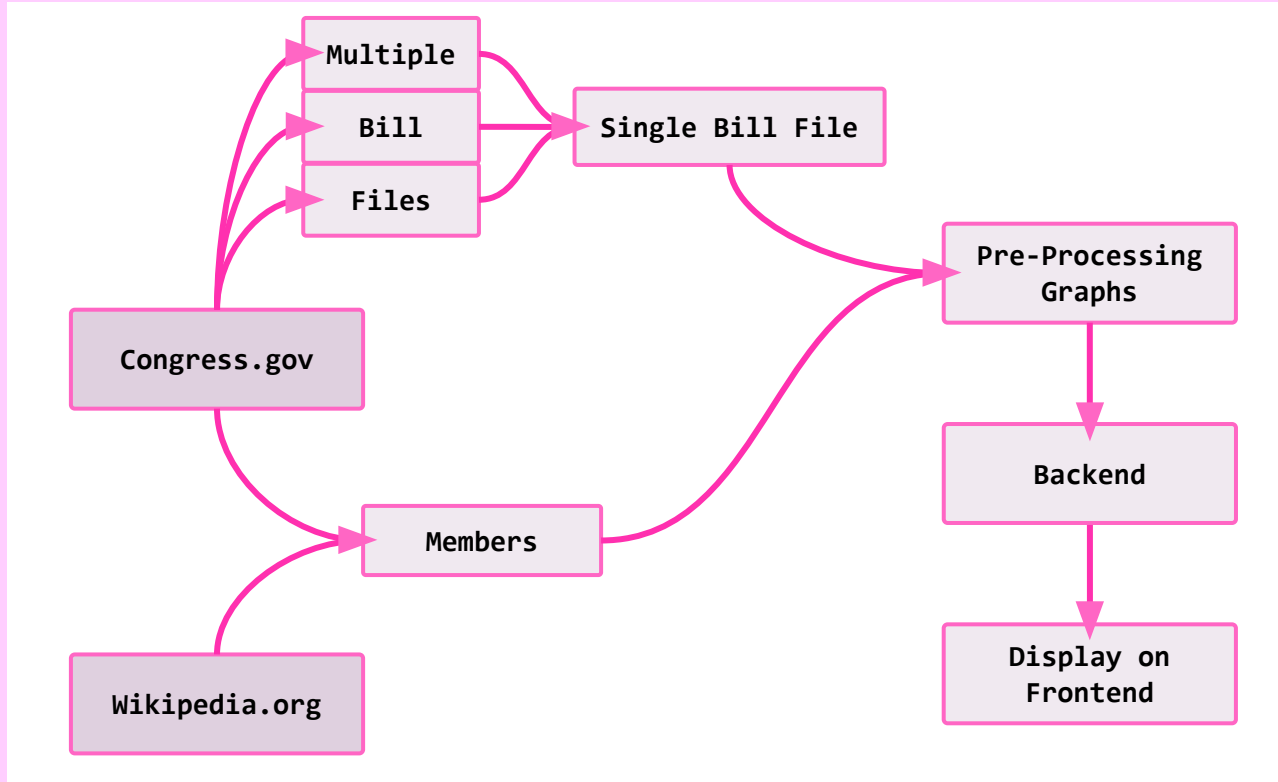 Multiple
Bill
Files
Single Bill File
Pre-Processing
Graphs
Congress.gov
Backend
Members
Display on
Frontend
Wikipedia.org